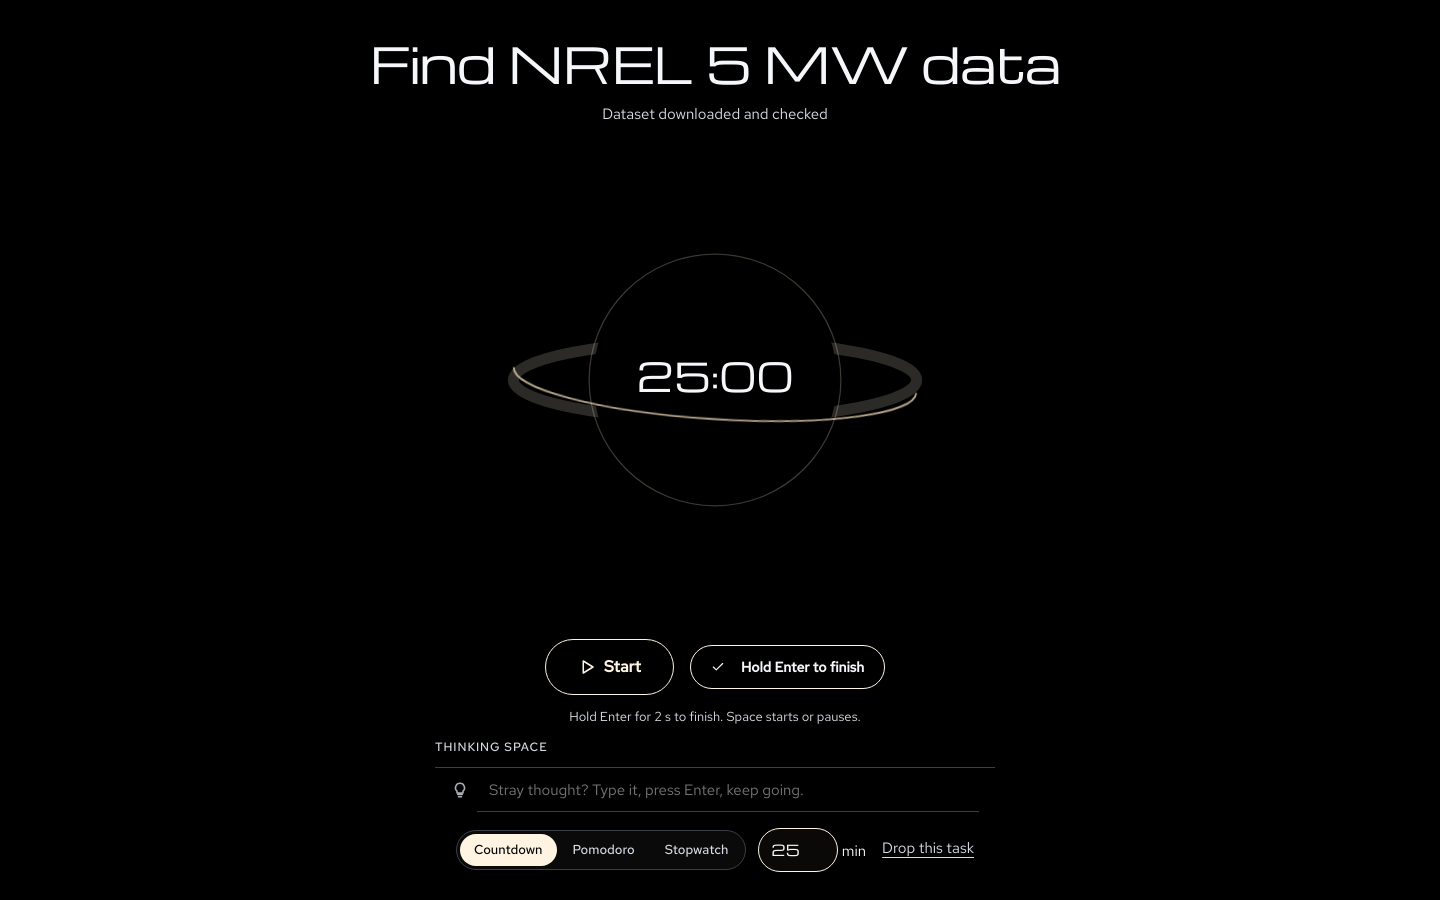 Find NREL 5 MW data
Dataset downloaded and checked
25:00
Start
Hold Enter to finish
Hold Enter for 2 s to finish. Space starts or pauses.
THINKING SPACE
Stray thought? Type it, press Enter, keep going.
Countdown Pomodoro Stopwatch 25 min Drop this task